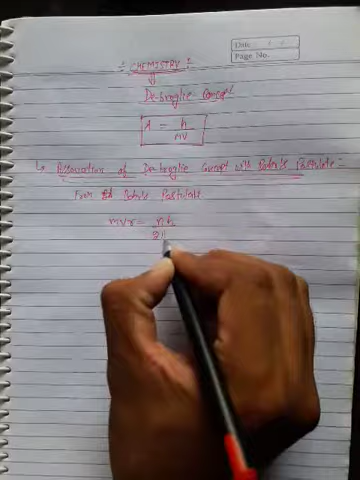 Date
Page No.
: CHEMISTRY :
De-broglie Concept
λ = h / mv
↳ Association of De-broglie Concept with Bohr's Postulate :-
From Bohr's Postulate
mvr = nh / 2π